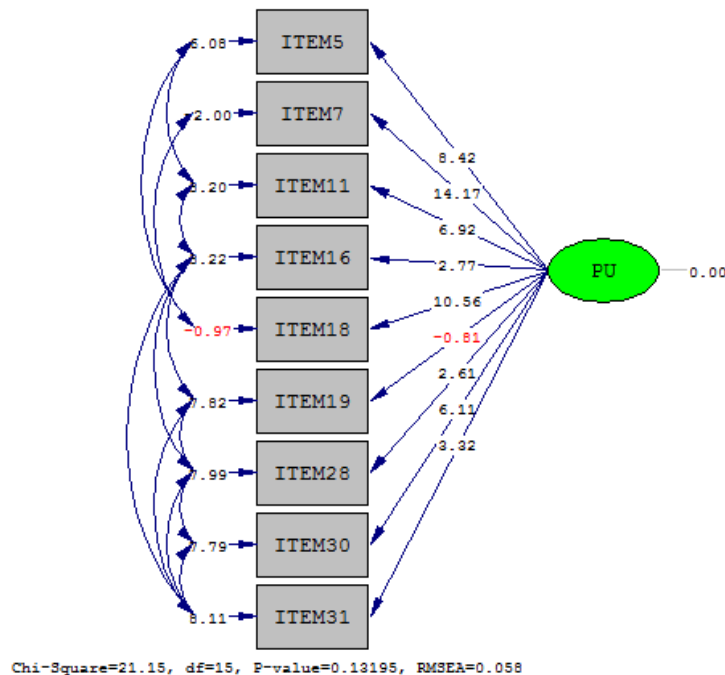 ITEM5
ITEM7
ITEM11
ITEM16
-0.97 ITEM18
7.82 ITEM19
7.99 ITEM28
7.79 ITEM30
ITEM31
8.42
14.17
6.92
2.77
10.56
-0.81
2.61
6.11
3.32
PU
0.00
Chi-Square=21.15, df=15, P-value=0.13195, RMSEA=0.058